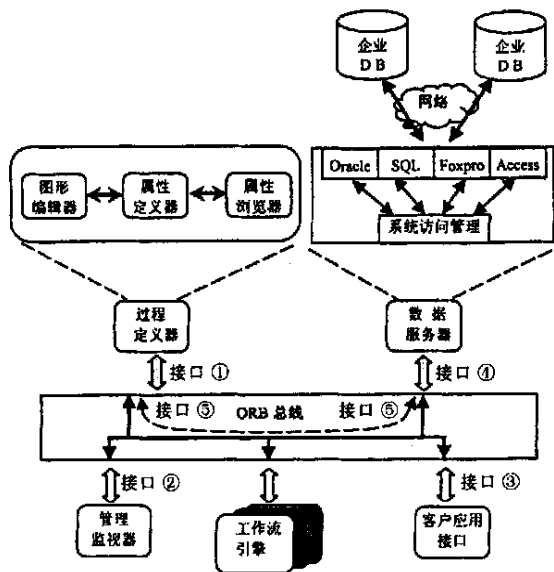 企业
DB
企业
DB
网络
Oracle SQL Foxpro Access
系统访问管理
图形
编辑器
属性
定义器
属性
浏览器
过程
定义器
数据
服务器
接口①
接口④
接口⑤ ORB 总线 接口⑤
接口②
接口③
管理
监视器
工作流
引擎
客户应用
接口